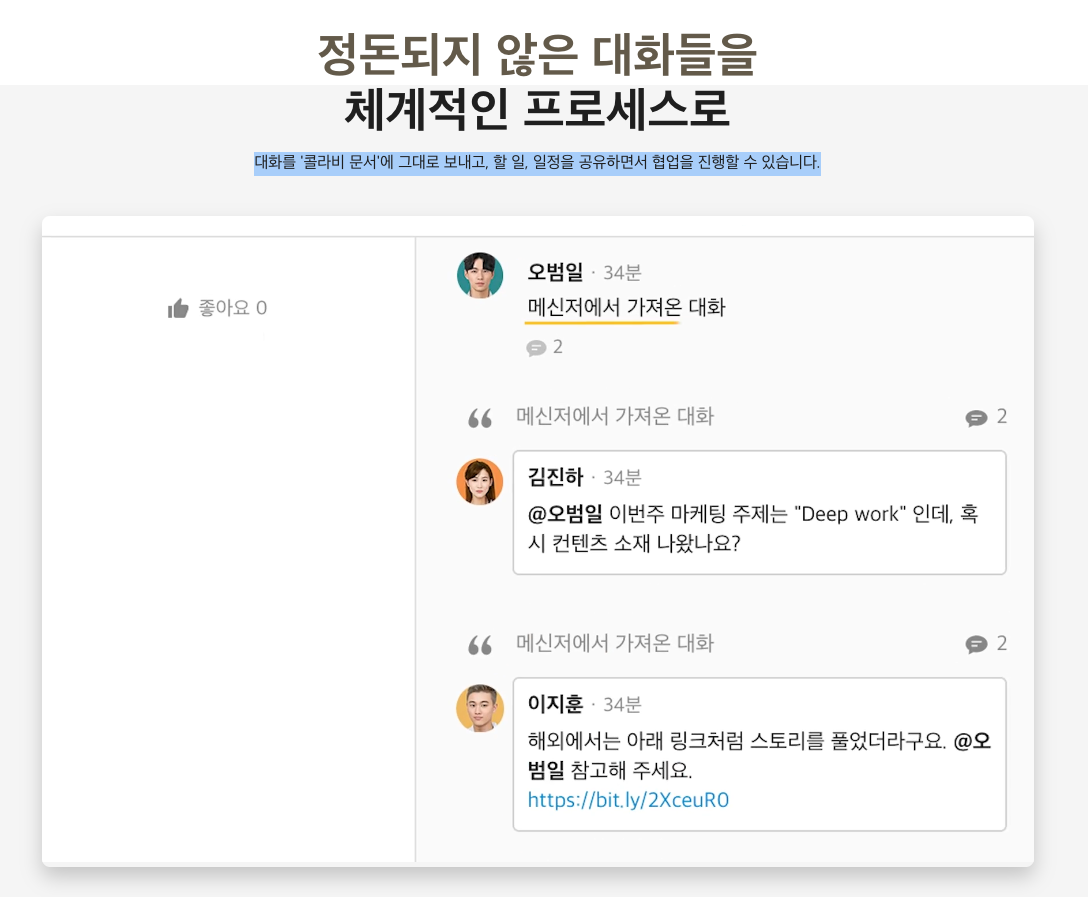 정돈되지 않은 대화들을
체계적인 프로세스로
대화를 '콜라비 문서'에 그대로 보내고, 할 일, 일정을 공유하면서 협업을 진행할 수 있습니다.
좋아요 0
오범일 · 34분
메신저에서 가져온 대화
2
메신저에서 가져온 대화 2
김진하 · 34분
@오범일 이번주 마케팅 주제는 "Deep work" 인데, 혹
시 컨텐츠 소재 나왔나요?
메신저에서 가져온 대화 2
이지훈 · 34분
해외에서는 아래 링크처럼 스토리를 풀었더라구요. @오
범일 참고해 주세요.
https://bit.ly/2XceuR0